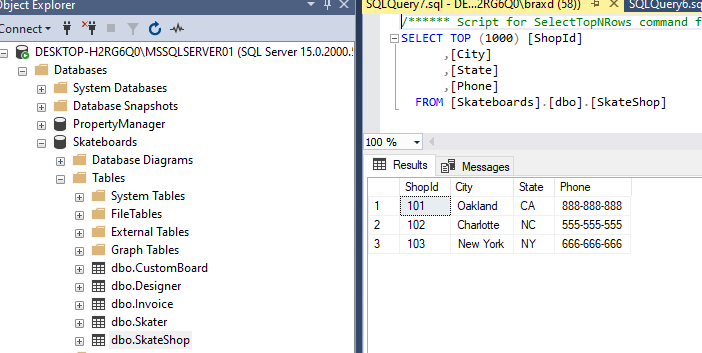 Object Explorer
Connect
DESKTOP-H2RG6Q0\MSSQLSERVER01 (SQL Server 15.0.2000.5
Databases
System Databases
Database Snapshots
PropertyManager
Skateboards
Database Diagrams
Tables
System Tables
FileTables
External Tables
Graph Tables
dbo.CustomBoard
dbo.Designer
dbo.Invoice
dbo.Skater
dbo.SkateShop
SQLQuery7.sql - DE...2RG6Q0\braxd (58))
SQLQuery6.sq
/****** Script for SelectTopNRows command f
SELECT TOP (1000) [ShopId]
,[City]
,[State]
,[Phone]
FROM [Skateboards].[dbo].[SkateShop]
100 %
Results Messages
ShopId City State Phone
1 101 Oakland CA 888-888-888
2 102 Charlotte NC 555-555-555
3 103 New York NY 666-666-666